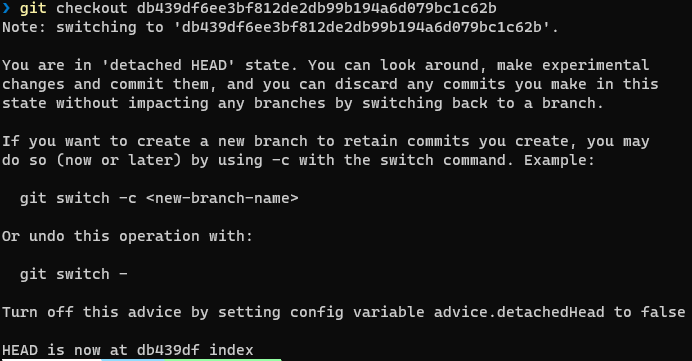 ❯ git checkout db439df6ee3bf812de2db99b194a6d079bc1c62b
Note: switching to 'db439df6ee3bf812de2db99b194a6d079bc1c62b'.
You are in 'detached HEAD' state. You can look around, make experimental
changes and commit them, and you can discard any commits you make in this
state without impacting any branches by switching back to a branch.
If you want to create a new branch to retain commits you create, you may
do so (now or later) by using -c with the switch command. Example:
git switch -c <new-branch-name>
Or undo this operation with:
git switch -
Turn off this advice by setting config variable advice.detachedHead to false
HEAD is now at db439df index